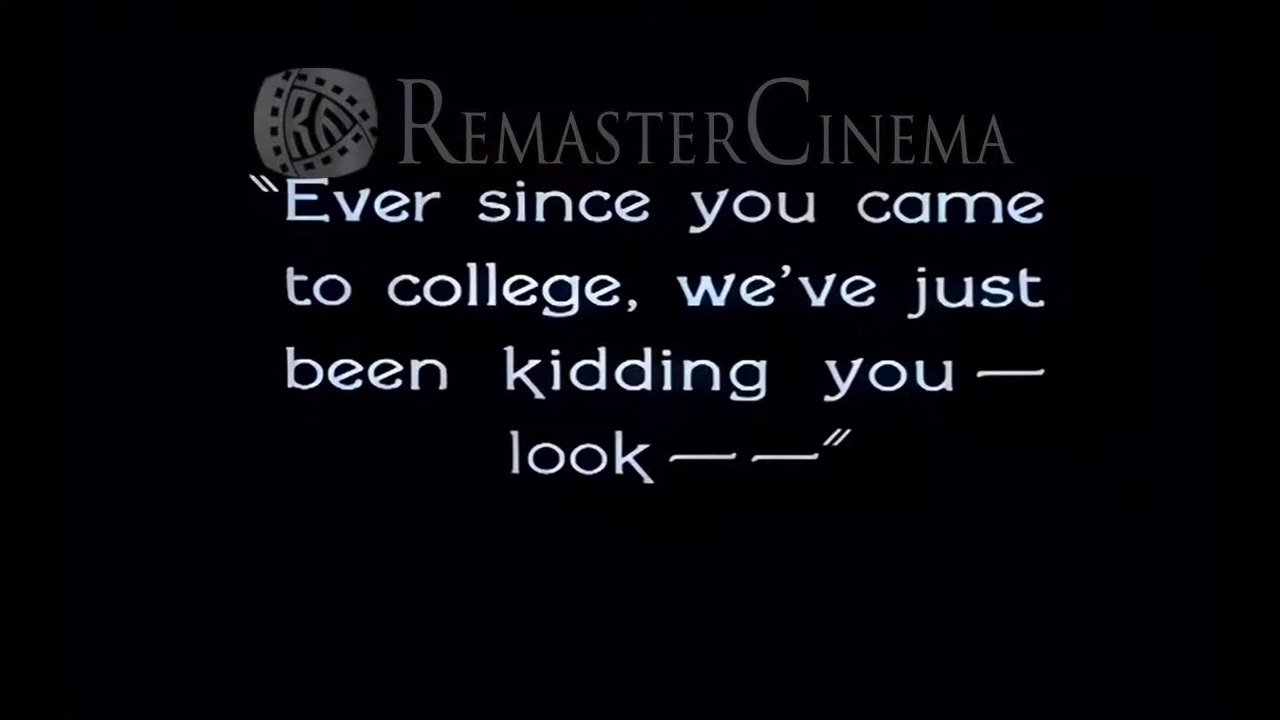 REMASTERCINEMA
"Ever since you came
to college, we've just
been kidding you —
look — —"